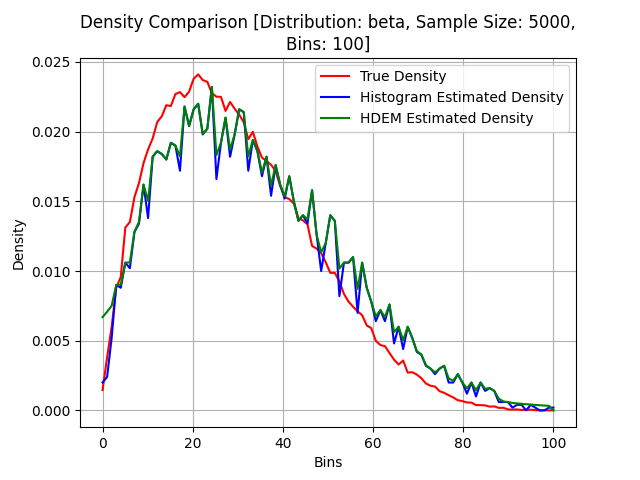 Density Comparison [Distribution: beta, Sample Size: 5000,
Bins: 100]
True Density
Histogram Estimated Density
HDEM Estimated Density
Density
0.025
0.020
0.015
0.010
0.005
0.000
0 20 40 60 80 100
Bins